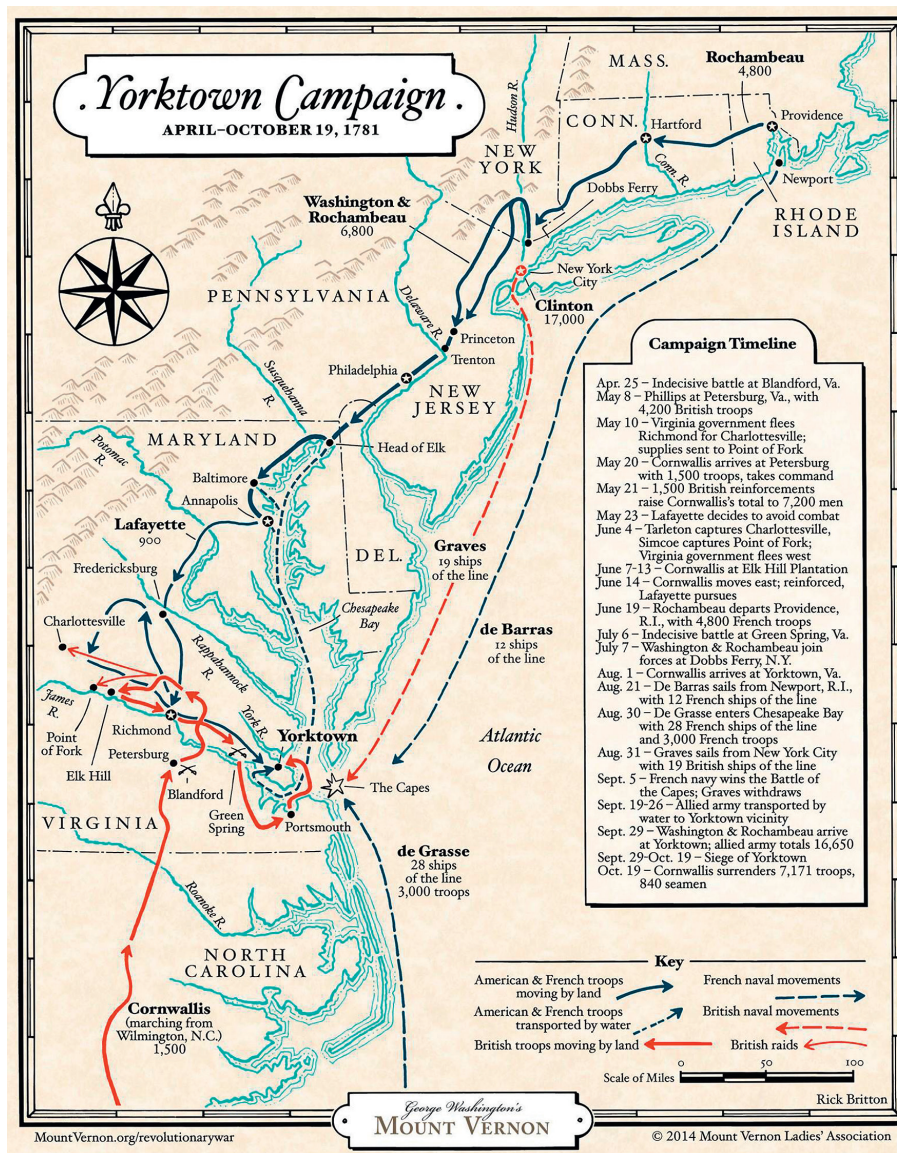 Yorktown Campaign
APRIL–OCTOBER 19, 1781
MASS.
Rochambeau
4,800
Hudson R.
CONN.
Hartford
Providence
NEW
YORK
Conn. R.
Newport
Dobbs Ferry
RHODE
ISLAND
Washington &
Rochambeau
6,800
New York
City
Clinton
17,000
PENNSYLVANIA
Delaware R.
Princeton
Trenton
Philadelphia
Susquehanna
R.
NEW
JERSEY
MARYLAND
Head of Elk
Potomac
R.
Baltimore
Annapolis
Lafayette
900
DEL.
Graves
19 ships
of the line
Fredericksburg
Chesapeake
Bay
Charlottesville
de Barras
12 ships
of the line
Rappahannock
R.
James
R.
Point
of Fork
Elk Hill
Richmond
York R.
Yorktown
Atlantic
Ocean
Petersburg
Blandford
Green
Spring
The Capes
Portsmouth
VIRGINIA
de Grasse
28 ships
of the line
3,000 troops
Roanoke R.
NORTH
CAROLINA
Cornwallis
(marching from
Wilmington, N.C.)
1,500
Campaign Timeline
Apr. 25 – Indecisive battle at Blandford, Va.
May 8 – Phillips at Petersburg, Va., with
4,200 British troops
May 10 – Virginia government flees
Richmond for Charlottesville;
supplies sent to Point of Fork
May 20 – Cornwallis arrives at Petersburg
with 1,500 troops, takes command
May 21 – 1,500 British reinforcements
raise Cornwallis's total to 7,200 men
May 23 – Lafayette decides to avoid combat
June 4 – Tarleton captures Charlottesville,
Simcoe captures Point of Fork;
Virginia government flees west
June 7-13 – Cornwallis at Elk Hill Plantation
June 14 – Cornwallis moves east; reinforced,
Lafayette pursues
June 19 – Rochambeau departs Providence,
R.I., with 4,800 French troops
July 6 – Indecisive battle at Green Spring, Va.
July 7 – Washington & Rochambeau join
forces at Dobbs Ferry, N.Y.
Aug. 1 – Cornwallis arrives at Yorktown, Va.
Aug. 21 – De Barras sails from Newport, R.I.,
with 12 French ships of the line
Aug. 30 – De Grasse enters Chesapeake Bay
with 28 French ships of the line
and 3,000 French troops
Aug. 31 – Graves sails from New York City
with 19 British ships of the line
Sept. 5 – French navy wins the Battle of
the Capes; Graves withdraws
Sept. 19-26 – Allied army transported by
water to Yorktown vicinity
Sept. 29 – Washington & Rochambeau arrive
at Yorktown; allied army totals 16,650
Sept. 29-Oct. 19 – Siege of Yorktown
Oct. 19 – Cornwallis surrenders 7,171 troops,
840 seamen
Key
American & French troops
moving by land
French naval movements
American & French troops
transported by water
British naval movements
British troops moving by land
British raids
0 50 100
Scale of Miles
Rick Britton
George Washington's
MOUNT VERNON
MountVernon.org/revolutionarywar
© 2014 Mount Vernon Ladies' Association